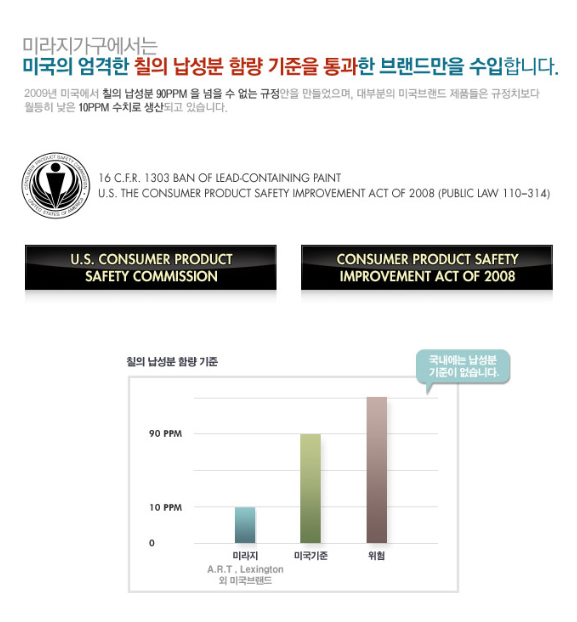 미라지가구에서는
미국의 엄격한 칠의 납성분 함량 기준을 통과한 브랜드만을 수입합니다.
2009년 미국에서 칠의 납성분 90PPM 을 넘을 수 없는 규정안을 만들었으며, 대부분의 미국브랜드 제품들은 규정치보다
월등히 낮은 10PPM 수치로 생산되고 있습니다.
16 C.F.R. 1303 BAN OF LEAD-CONTAINING PAINT
U.S. THE CONSUMER PRODUCT SAFETY IMPROVEMENT ACT OF 2008 (PUBLIC LAW 110-314)
U.S. CONSUMER PRODUCT
SAFETY COMMISSION
CONSUMER PRODUCT SAFETY
IMPROVEMENT ACT OF 2008
칠의 납성분 함량 기준
국내에는 납성분
기준이 없습니다.
90 PPM
10 PPM
0
미라지
미국기준
위험
A.R.T , Lexington
외 미국브랜드